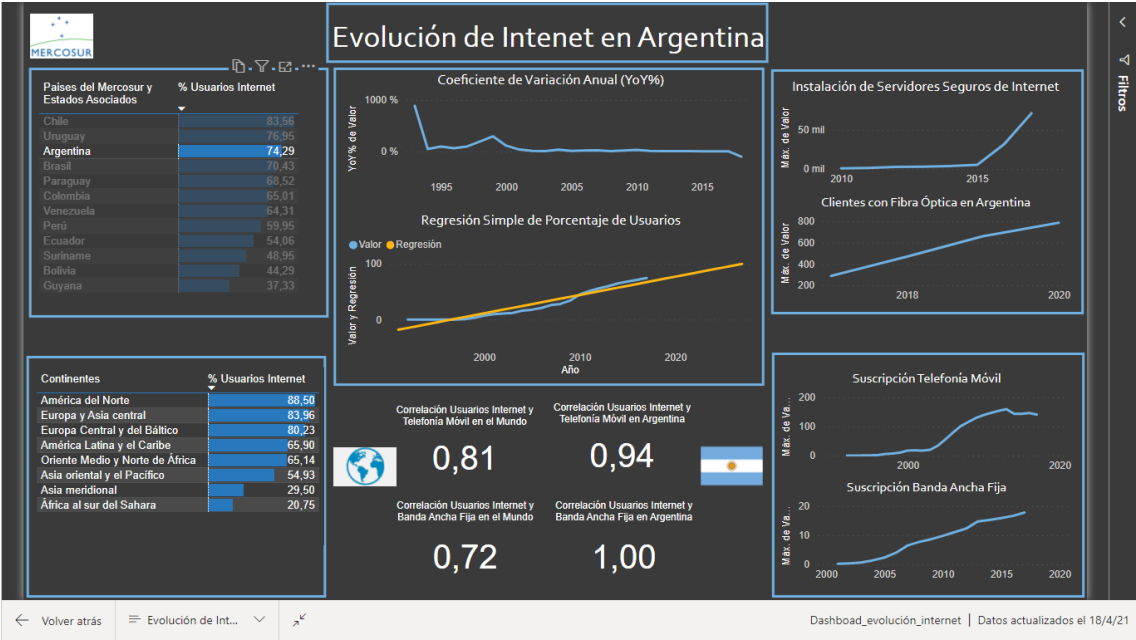 MERCOSUR
Evolución de Intenet en Argentina
Filtros
Paises del Mercosur y
Estados Asociados
% Usuarios Internet
Chile 83,56
Uruguay 76,95
Argentina 74,29
Brasil 70,43
Paraguay 68,52
Colombia 65,01
Venezuela 64,31
Perú 59,95
Ecuador 54,06
Suriname 48,95
Bolivia 44,29
Guyana 37,33
Continentes % Usuarios Internet
América del Norte 88,50
Europa y Asia central 83,96
Europa Central y del Báltico 80,23
América Latina y el Caribe 65,90
Oriente Medio y Norte de África 65,14
Asia oriental y el Pacífico 54,93
Asia meridional 29,50
África al sur del Sahara 20,75
Coeficiente de Variación Anual (YoY%)
YoY% de Valor
1000 %
0 %
1995 2000 2005 2010 2015
Regresión Simple de Porcentaje de Usuarios
Valor Regresión
Valor y Regresión
100
0
2000 2010 2020
Año
Correlación Usuarios Internet y
Telefonía Móvil en el Mundo
0,81
Correlación Usuarios Internet y
Telefonía Móvil en Argentina
0,94
Correlación Usuarios Internet y
Banda Ancha Fija en el Mundo
0,72
Correlación Usuarios Internet y
Banda Ancha Fija en Argentina
1,00
Instalación de Servidores Seguros de Internet
Máx. de Valor
50 mil
0 mil
2010 2015
Clientes con Fibra Óptica en Argentina
Máx. de Valor
800
600
400
200
2018 2020
Suscripción Telefonía Móvil
Máx. de Va...
200
100
0
2000 2020
Suscripción Banda Ancha Fija
Máx. de Va...
20
10
0
2000 2005 2010 2015 2020
Volver atrás
Evolución de Int...
Dashboad_evolución_internet | Datos actualizados el 18/4/21